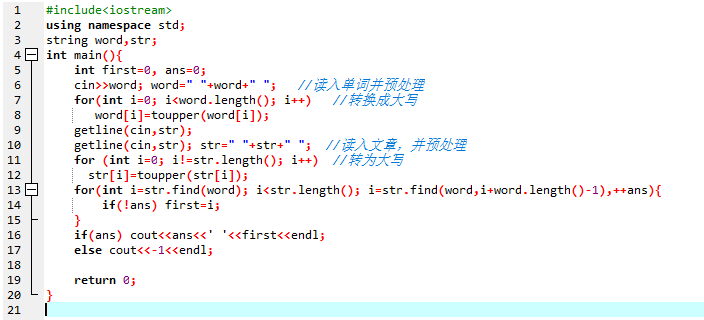 1 #include<iostream>
2 using namespace std;
3 string word,str;
4 int main(){
5 int first=0, ans=0;
6 cin>>word; word=" "+word+" "; //读入单词并预处理
7 for(int i=0; i<word.length(); i++) //转换成大写
8 word[i]=toupper(word[i]);
9 getline(cin,str);
10 getline(cin,str); str=" "+str+" "; //读入文章，并预处理
11 for (int i=0; i!=str.length(); i++) //转为大写
12 str[i]=toupper(str[i]);
13 for(int i=str.find(word); i<str.length(); i=str.find(word,i+word.length()-1),++ans){
14 if(!ans) first=i;
15 }
16 if(ans) cout<<ans<<' '<<first<<endl;
17 else cout<<-1<<endl;
18
19 return 0;
20 }
21